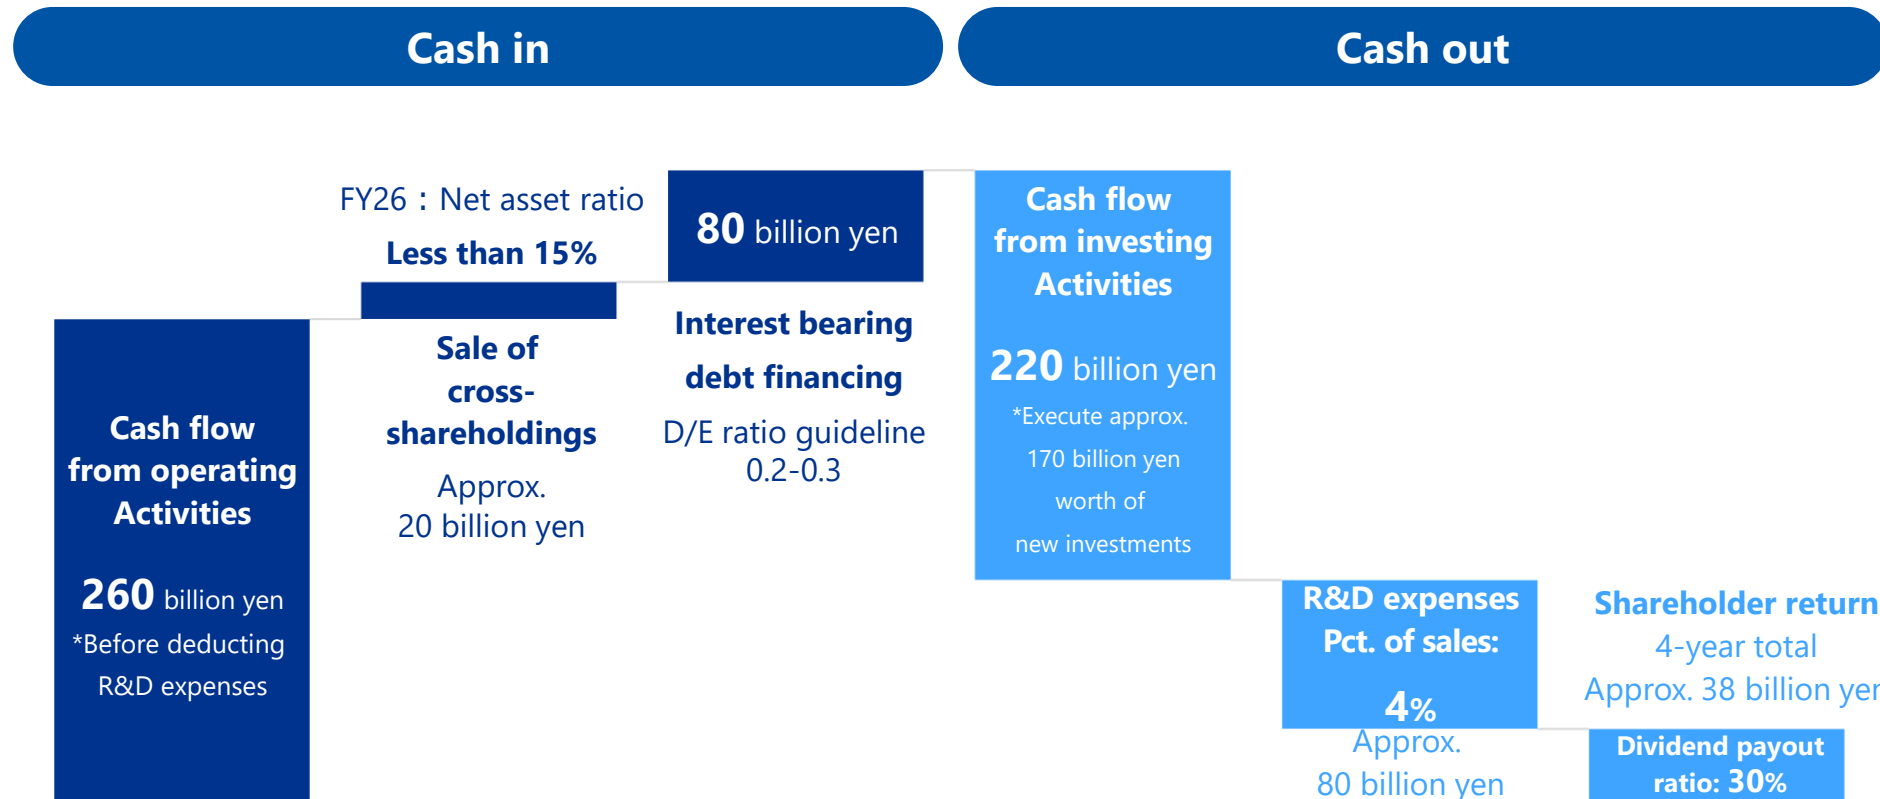 Cash in
Cash out
Cash flow
from operating
Activities
260 billion yen
*Before deducting
R&D expenses
FY26：Net asset ratio
Less than 15%
Sale of
cross-
shareholdings
Approx.
20 billion yen
80 billion yen
Interest bearing
debt financing
D/E ratio guideline
0.2-0.3
Cash flow
from investing
Activities
220 billion yen
*Execute approx.
170 billion yen
worth of
new investments
R&D expenses
Pct. of sales:
4%
Approx.
80 billion yen
Shareholder return
4-year total
Approx. 38 billion yen
Dividend payout
ratio: 30%